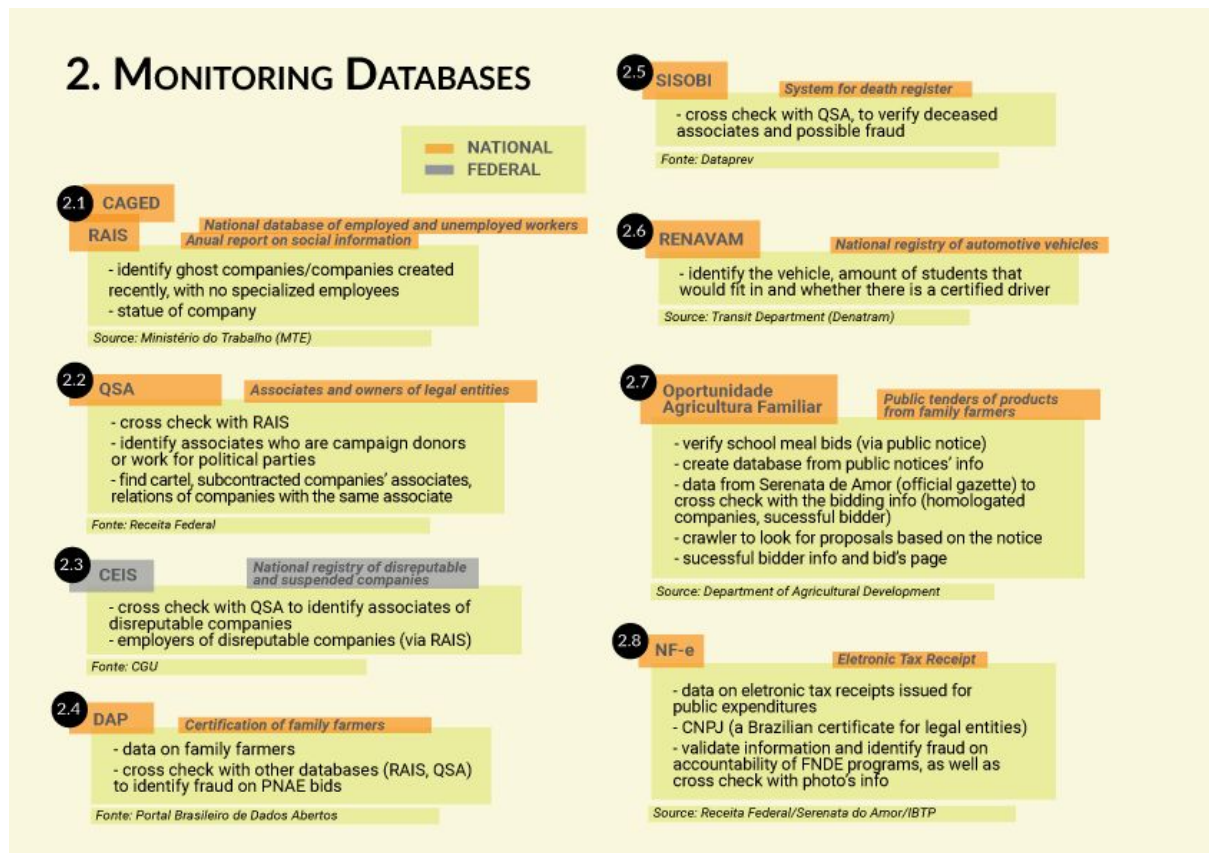 2. MONITORING DATABASES
NATIONAL
FEDERAL
2.1 CAGED
RAIS
National database of employed and unemployed workers
Anual report on social information
- identify ghost companies/companies created
recently, with no specialized employees
- statue of company
Source: Ministério do Trabalho (MTE)
2.2 QSA
Associates and owners of legal entities
- cross check with RAIS
- identify associates who are campaign donors
or work for political parties
- find cartel, subcontracted companies' associates,
relations of companies with the same associate
Fonte: Receita Federal
2.3 CEIS
National registry of disreputable
and suspended companies
- cross check with QSA to identify associates of
disreputable companies
- employers of disreputable companies (via RAIS)
Fonte: CGU
2.4 DAP
Certification of family farmers
- data on family farmers
- cross check with other databases (RAIS, QSA)
to identify fraud on PNAE bids
Fonte: Portal Brasileiro de Dados Abertos
2.5 SISOBI
System for death register
- cross check with QSA, to verify deceased
associates and possible fraud
Fonte: Dataprev
2.6 RENAVAM
National registry of automotive vehicles
- identify the vehicle, amount of students that
would fit in and whether there is a certified driver
Source: Transit Department (Denatram)
2.7 Oportunidade
Agricultura Familiar
Public tenders of products
from family farmers
- verify school meal bids (via public notice)
- create database from public notices' info
- data from Serenata de Amor (official gazette) to
cross check with the bidding info (homologated
companies, sucessful bidder)
- crawler to look for proposals based on the notice
- sucessful bidder info and bid's page
Source: Department of Agricultural Development
2.8 NF-e
Eletronic Tax Receipt
- data on eletronic tax receipts issued for
public expenditures
- CNPJ (a Brazilian certificate for legal entities)
- validate information and identify fraud on
accountability of FNDE programs, as well as
cross check with photo's info
Source: Receita Federal/Serenata do Amor/IBTP